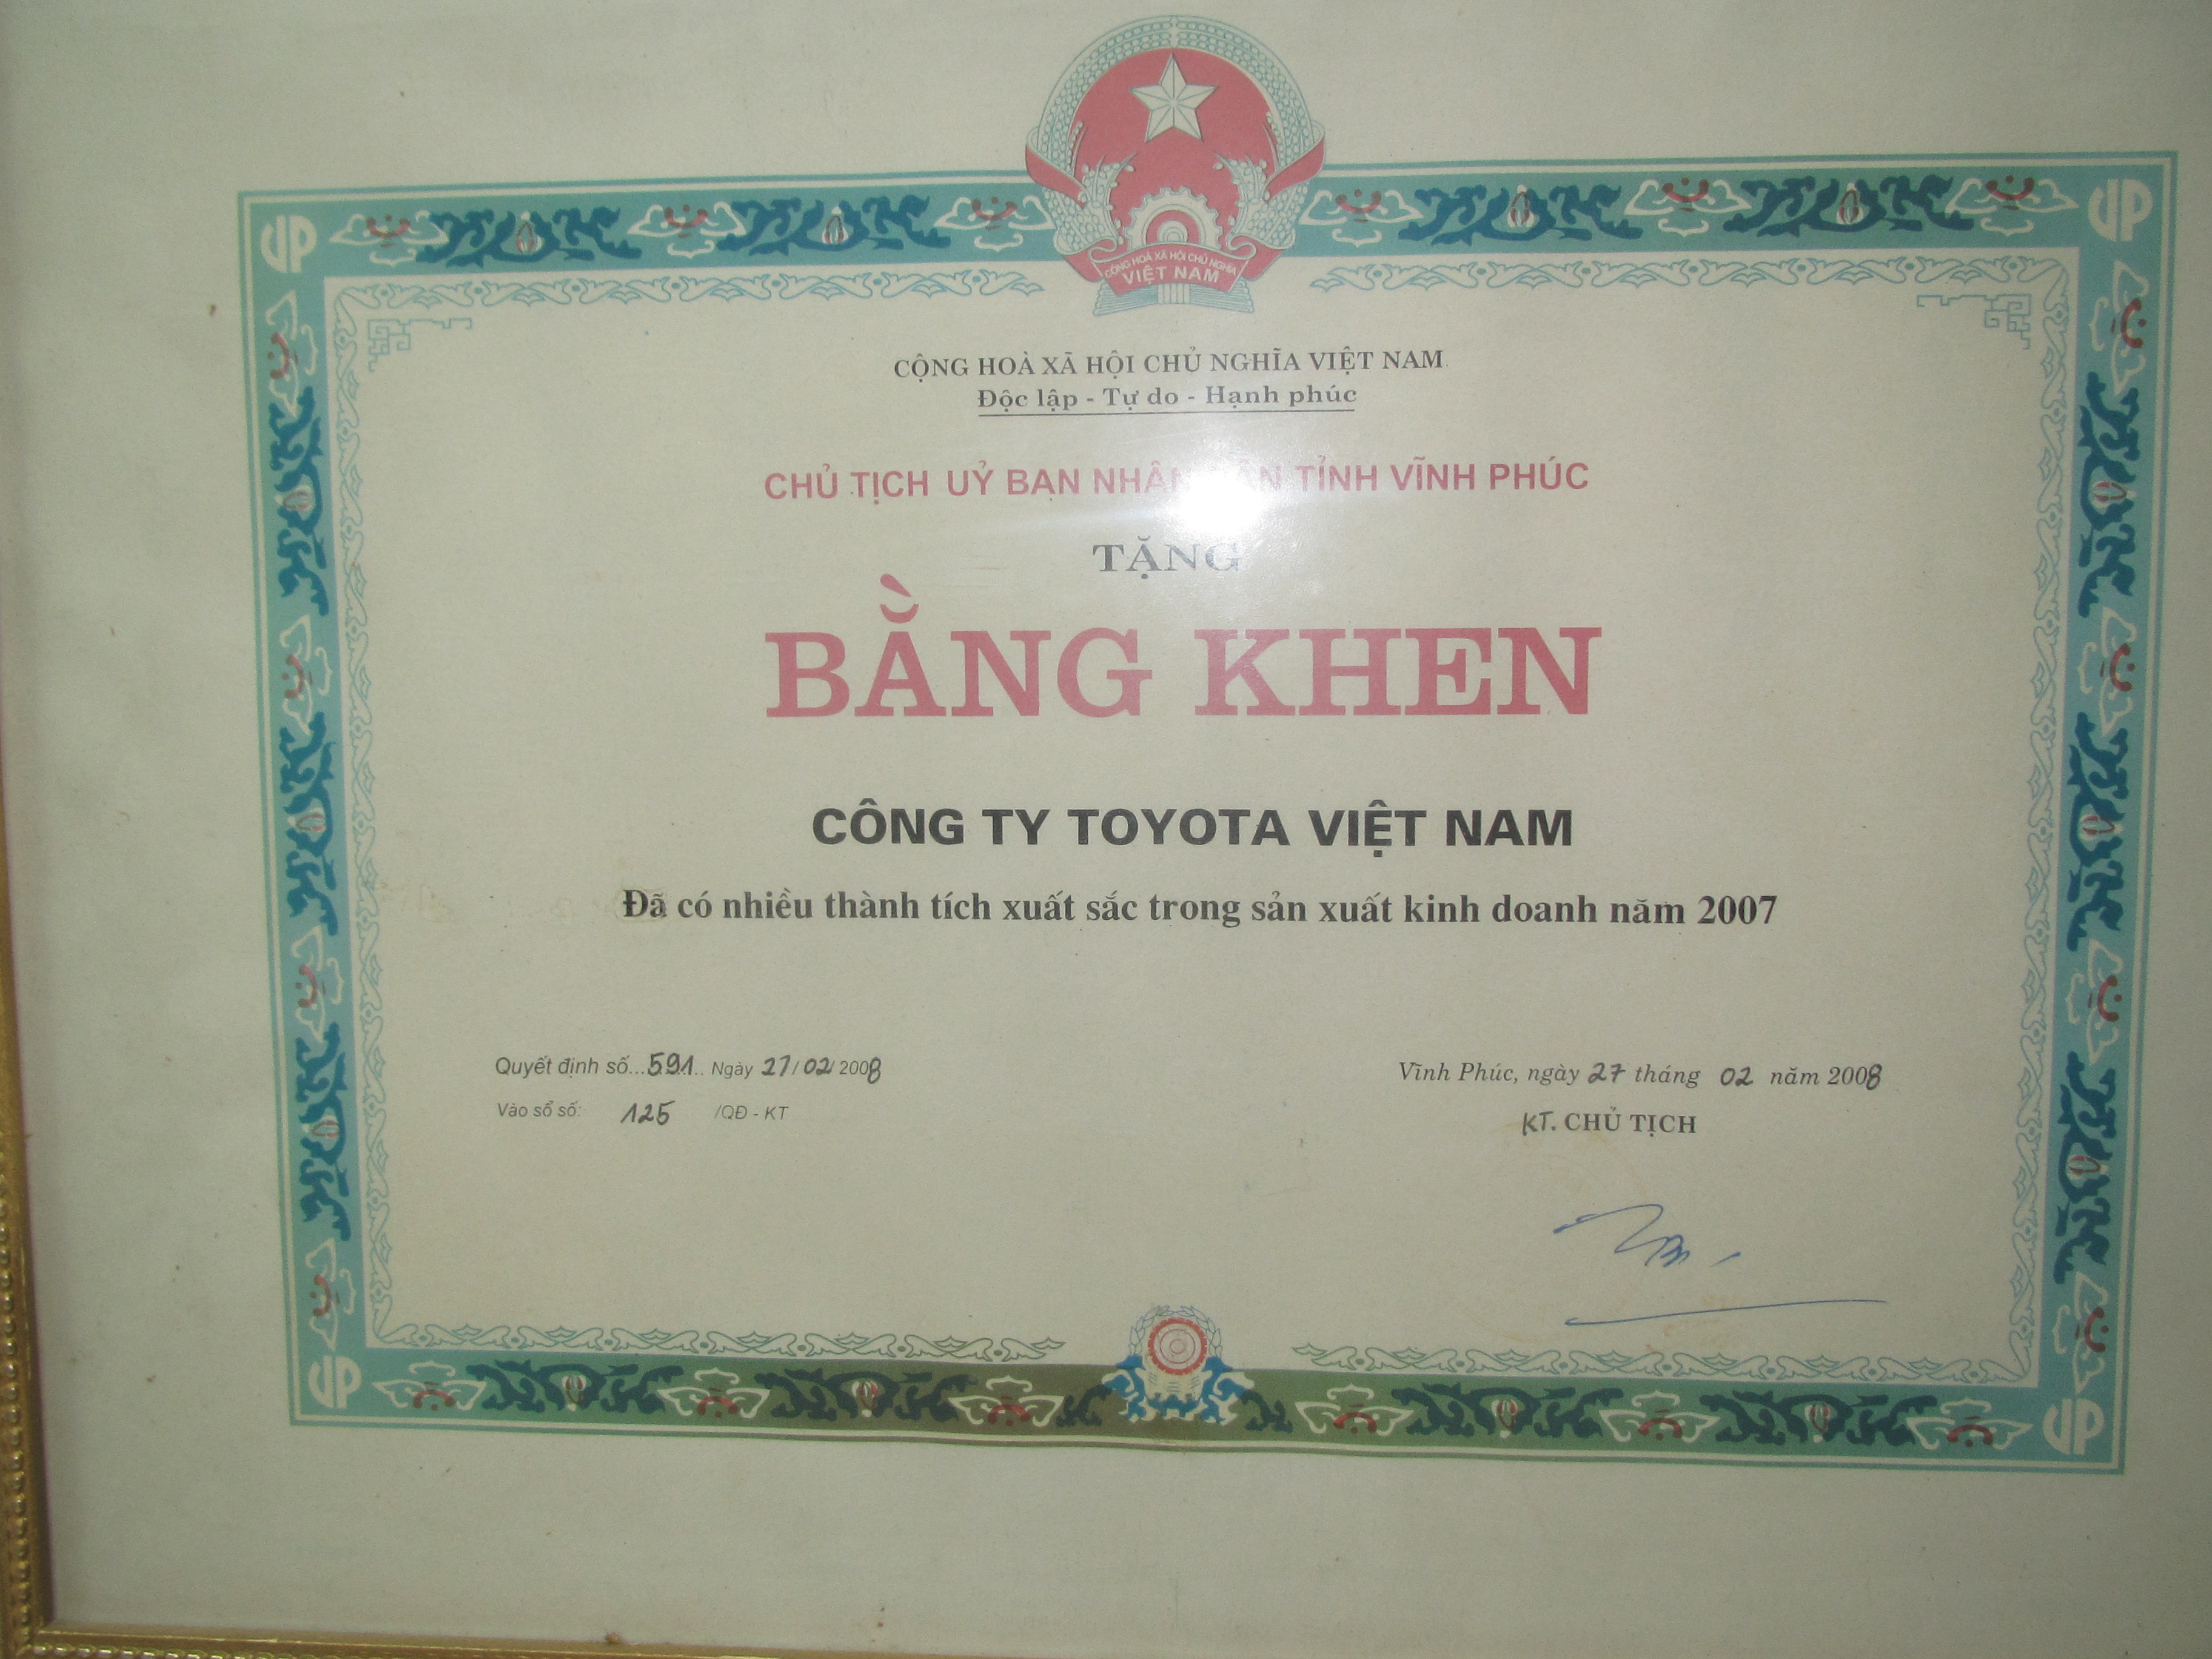 CỘNG HOÀ XÃ HỘI CHỦ NGHĨA
VIỆT NAM
CỘNG HOÀ XÃ HỘI CHỦ NGHĨA VIỆT NAM
Độc lập - Tự do - Hạnh phúc
CHỦ TỊCH UỶ BAN NHÂN DÂN TỈNH VĨNH PHÚC
TẶNG
BẰNG KHEN
CÔNG TY TOYOTA VIỆT NAM
Đã có nhiều thành tích xuất sắc trong sản xuất kinh doanh năm 2007
Quyết định số...591... Ngày 27/02/2008
Vào sổ số: 125 /QĐ - KT
Vĩnh Phúc, ngày 27 tháng 02 năm 2008
KT. CHỦ TỊCH